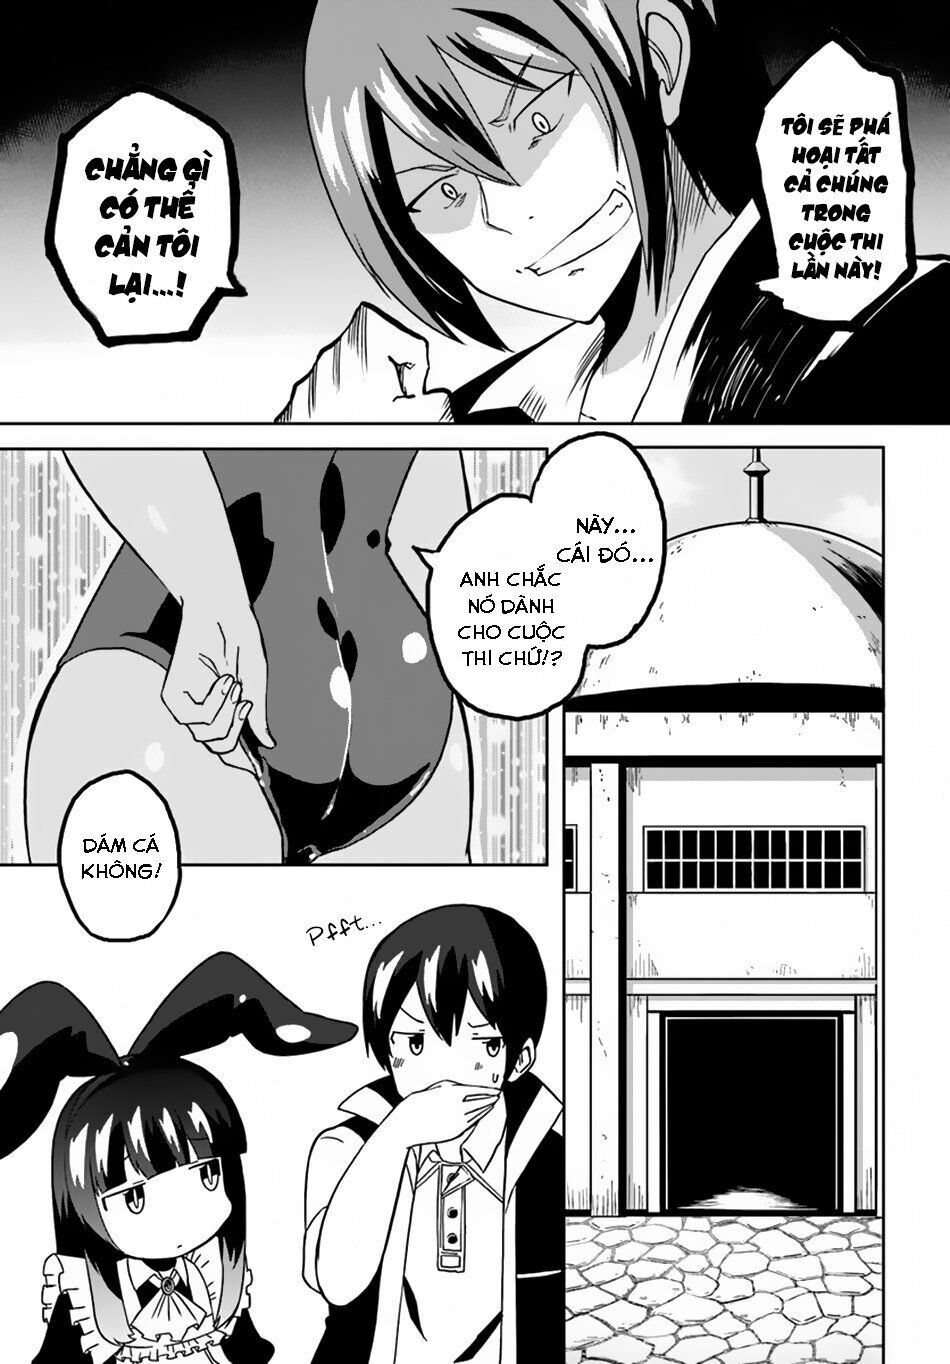 TÔI SẼ PHÁ
HOẠI TẤT
CẢ CHÚNG
TRONG
CUỘC THI
LẦN NÀY!
CHẲNG GÌ
CÓ THỂ
CẢN TÔI
LẠI...!
NÀY...
CÁI ĐÓ...
ANH CHẮC
NÓ DÀNH
CHO CUỘC
THI CHỨ!?
DÁM CÁ
KHÔNG!
Pfft...